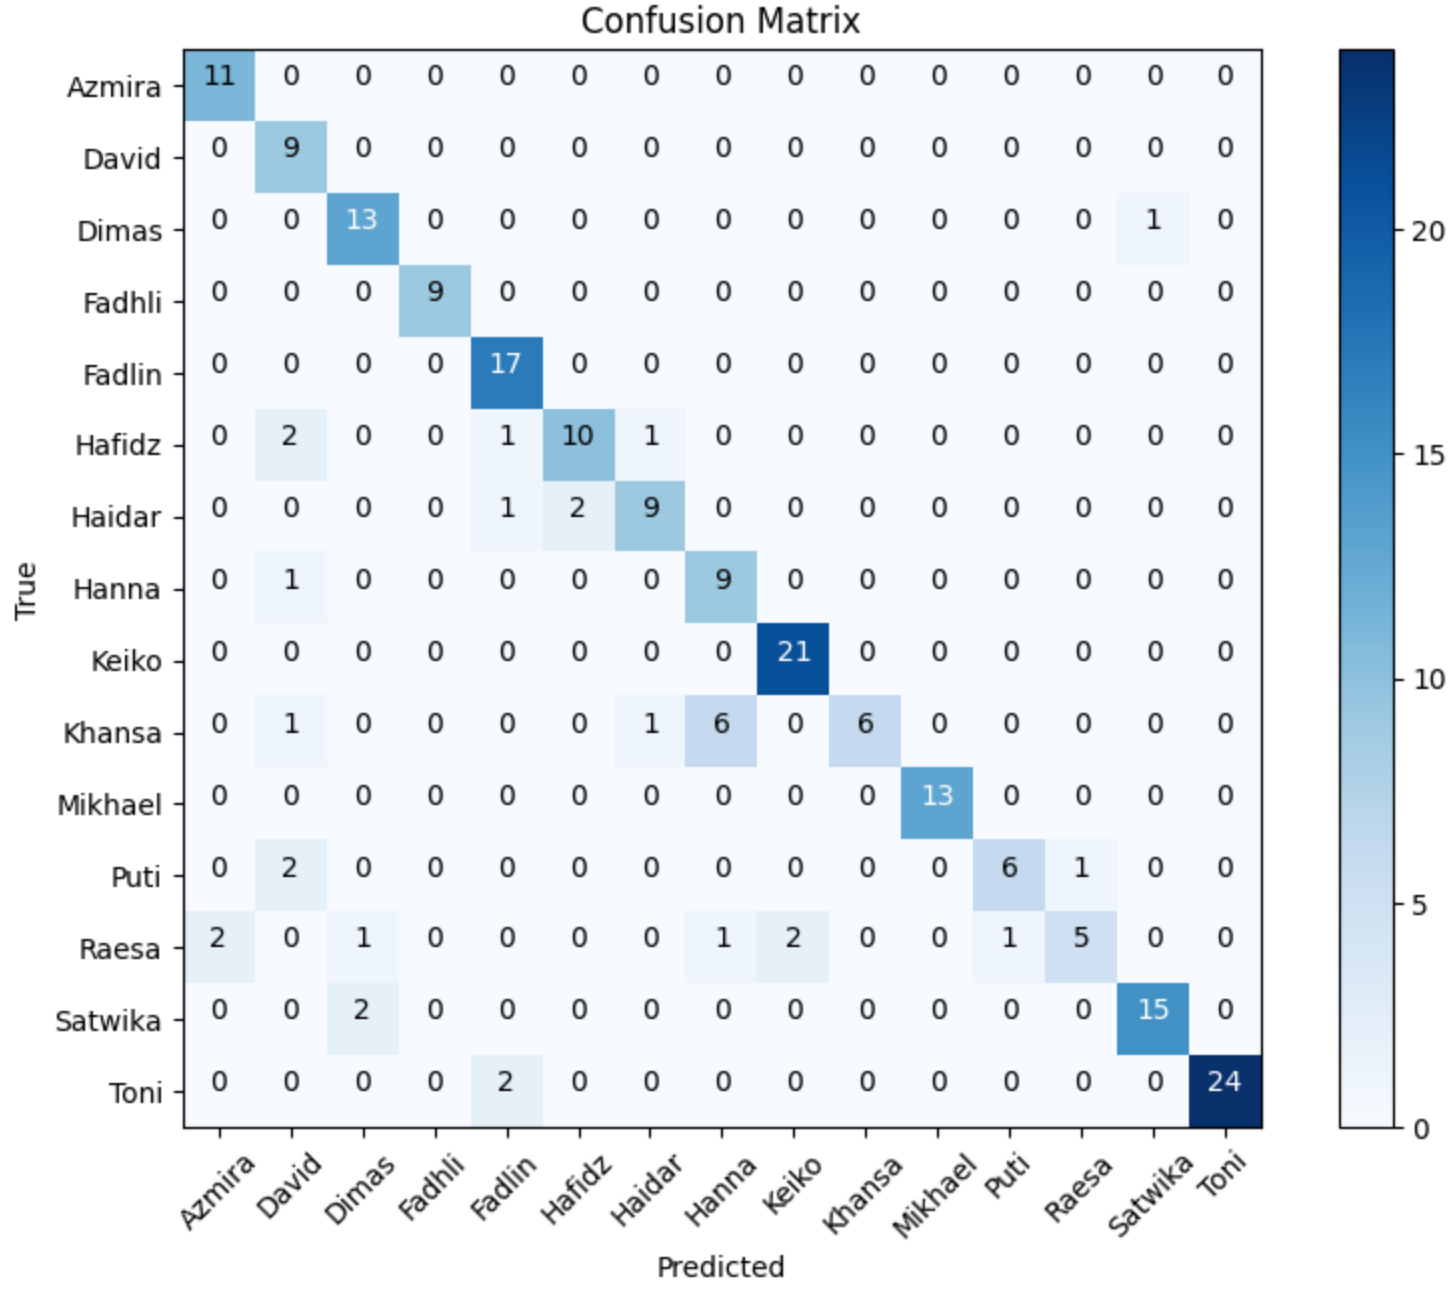 Confusion Matrix
Azmira 11 0 0 0 0 0 0 0 0 0 0 0 0 0 0
David 0 9 0 0 0 0 0 0 0 0 0 0 0 0 0
Dimas 0 0 13 0 0 0 0 0 0 0 0 0 0 1 0
Fadhli 0 0 0 9 0 0 0 0 0 0 0 0 0 0 0
Fadlin 0 0 0 0 17 0 0 0 0 0 0 0 0 0 0
Hafidz 0 2 0 0 1 10 1 0 0 0 0 0 0 0 0
Haidar 0 0 0 0 1 2 9 0 0 0 0 0 0 0 0
Hanna 0 1 0 0 0 0 0 9 0 0 0 0 0 0 0
Keiko 0 0 0 0 0 0 0 0 21 0 0 0 0 0 0
Khansa 0 1 0 0 0 0 1 6 0 6 0 0 0 0 0
Mikhael 0 0 0 0 0 0 0 0 0 0 13 0 0 0 0
Puti 0 2 0 0 0 0 0 0 0 0 0 6 1 0 0
Raesa 2 0 1 0 0 0 0 1 2 0 0 1 5 0 0
Satwika 0 0 2 0 0 0 0 0 0 0 0 0 0 15 0
Toni 0 0 0 0 2 0 0 0 0 0 0 0 0 0 24
Azmira David Dimas Fadhli Fadlin Hafidz Haidar Hanna Keiko Khansa Mikhael Puti Raesa Satwika Toni
Predicted
True
20
15
10
5
0